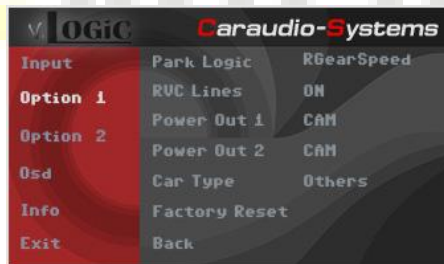 V.LOGiC Caraudio-Systems
Input Park Logic RGearSpeed
Option 1 RVC Lines ON
Power Out 1 CAM
Option 2 Power Out 2 CAM
Osd Car Type Others
Info Factory Reset
Exit Back